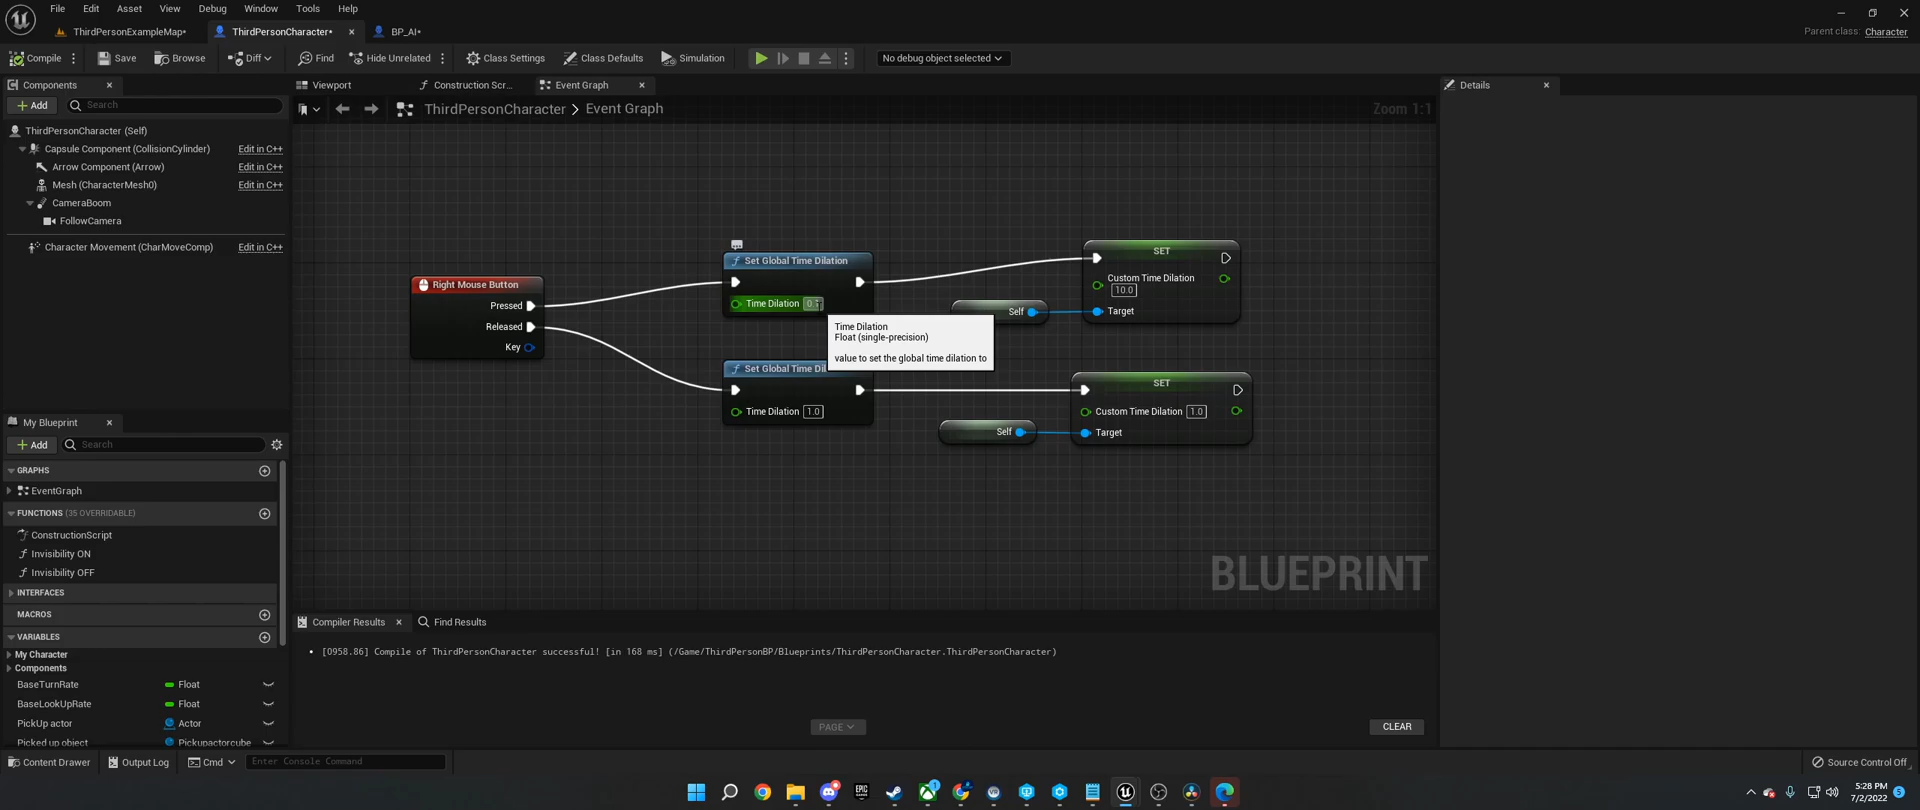 File Edit Asset View Debug Window Tools Help
ThirdPersonExampleMap• ThirdPersonCharacter• BP_AI•
Parent class: Character
Compile Save Browse Diff Find Hide Unrelated Class Settings Class Defaults Simulation No debug object selected
Components Viewport Construction Scr... Event Graph Details
Add Search ThirdPersonCharacter > Event Graph Zoom 1:1
ThirdPersonCharacter (Self)
Capsule Component (CollisionCylinder) Edit in C++
Arrow Component (Arrow) Edit in C++
Mesh (CharacterMesh0) Edit in C++
CameraBoom
FollowCamera
Character Movement (CharMoveComp) Edit in C++
Right Mouse Button
Pressed
Released
Key
Set Global Time Dilation
Time Dilation
SET
Custom Time Dilation
10.0
Self
Target
Time Dilation
Float (single-precision)
value to set the global time dilation to
Set Global Time Dil
Time Dilation 1.0
SET
Custom Time Dilation 1.0
Self
Target
BLUEPRINT
My Blueprint
Add Search
GRAPHS
EventGraph
FUNCTIONS (35 OVERRIDABLE)
ConstructionScript
Invisibility ON
Invisibility OFF
INTERFACES
MACROS
VARIABLES
My Character
Components
BaseTurnRate Float
BaseLookUpRate Float
PickUp actor Actor
Picked up object Pickupactorcube
Compiler Results Find Results
[0958.86] Compile of ThirdPersonCharacter successful! [in 168 ms] (/Game/ThirdPersonBP/Blueprints/ThirdPersonCharacter.ThirdPersonCharacter)
PAGE CLEAR
Content Drawer Output Log Cmd Enter Console Command Source Control Off
EPIC GAMES
5:28 PM
7/2/2022